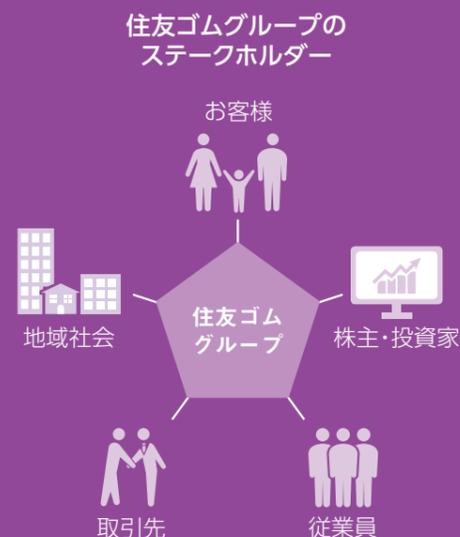 住友ゴムグループの
ステークホルダー
お客様
地域社会
住友ゴム
グループ
株主・投資家
取引先
従業員